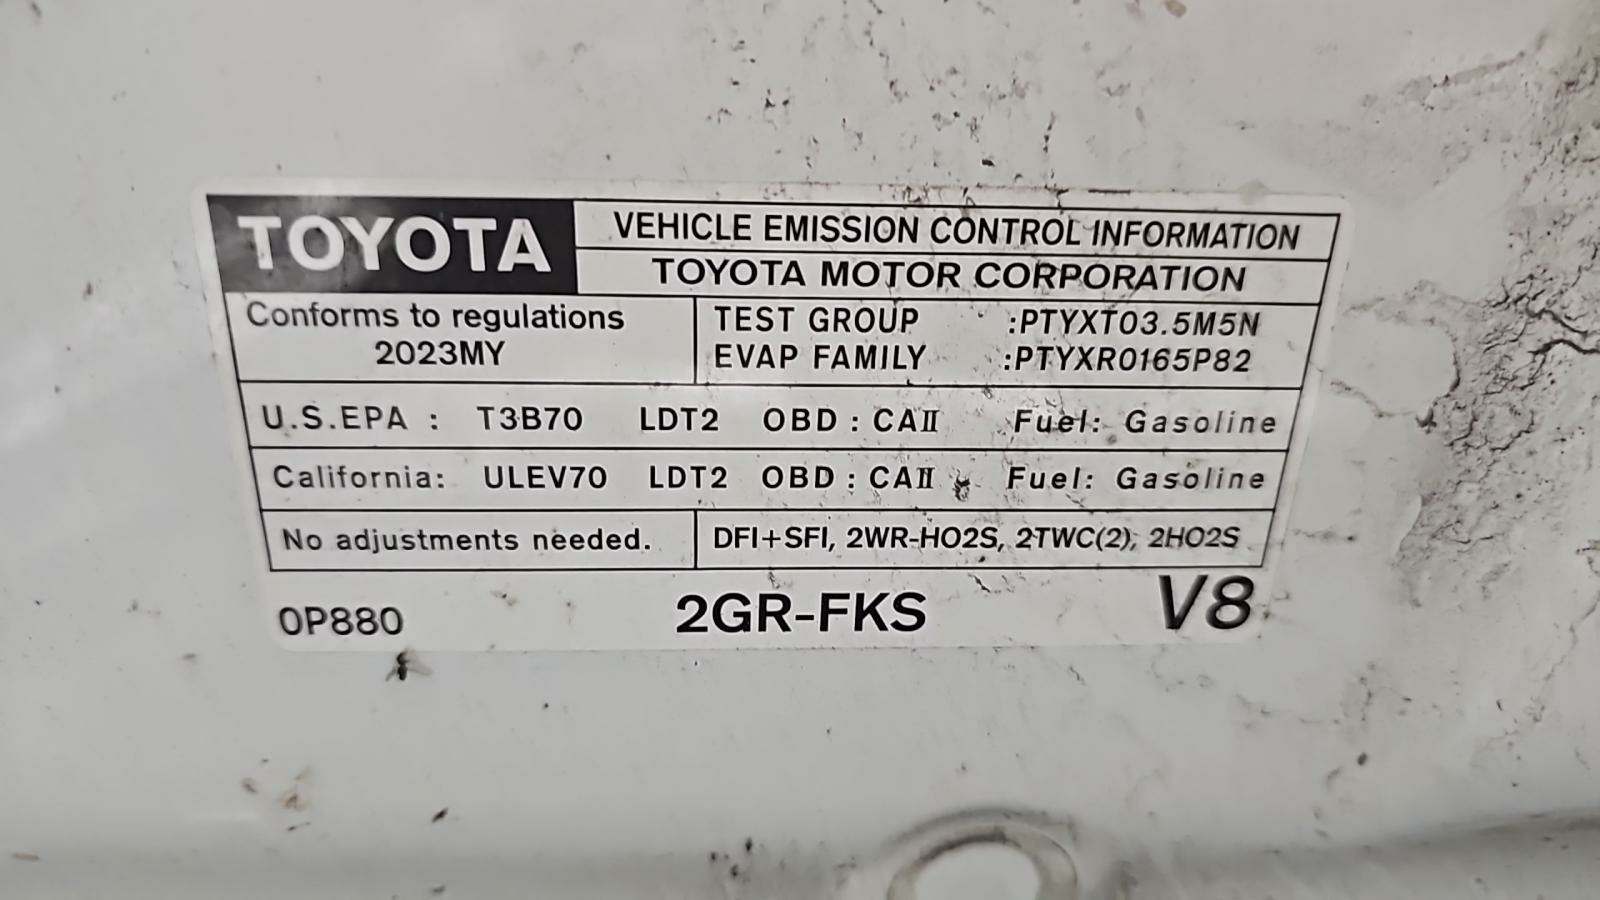 TOYOTA
VEHICLE EMISSION CONTROL INFORMATION
TOYOTA MOTOR CORPORATION
Conforms to regulations
2023MY
TEST GROUP :PTYXT03.5M5N
EVAP FAMILY :PTYXR0165P82
U.S.EPA : T3B70 LDT2 OBD : CAⅡ Fuel: Gasoline
California: ULEV70 LDT2 OBD : CAⅡ Fuel: Gasoline
No adjustments needed.
DFI+SFI, 2WR-HO2S, 2TWC(2), 2HO2S
0P880 2GR-FKS V8